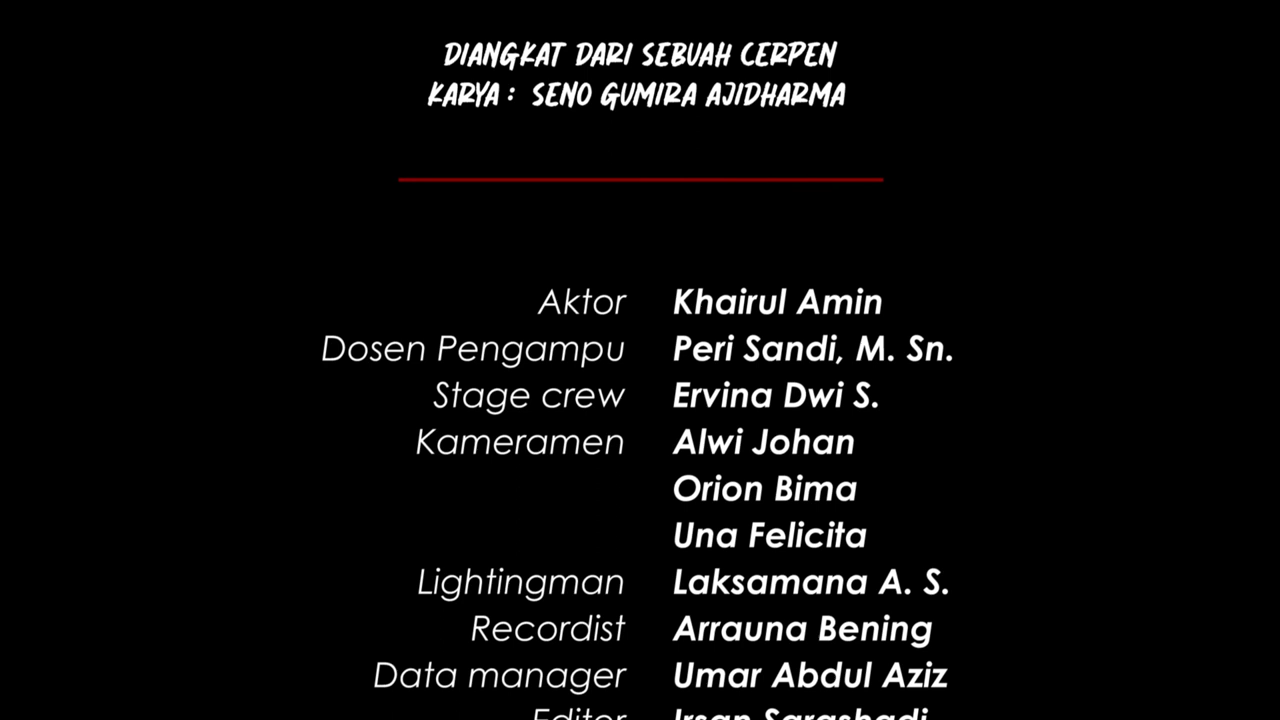 DIANGKAT DARI SEBUAH CERPEN
KARYA : SENO GUMIRA AJIDHARMA
Aktor Khairul Amin
Dosen Pengampu Peri Sandi, M. Sn.
Stage crew Ervina Dwi S.
Kameramen Alwi Johan
Orion Bima
Una Felicita
Lightingman Laksamana A. S.
Recordist Arrauna Bening
Data manager Umar Abdul Aziz
Editor